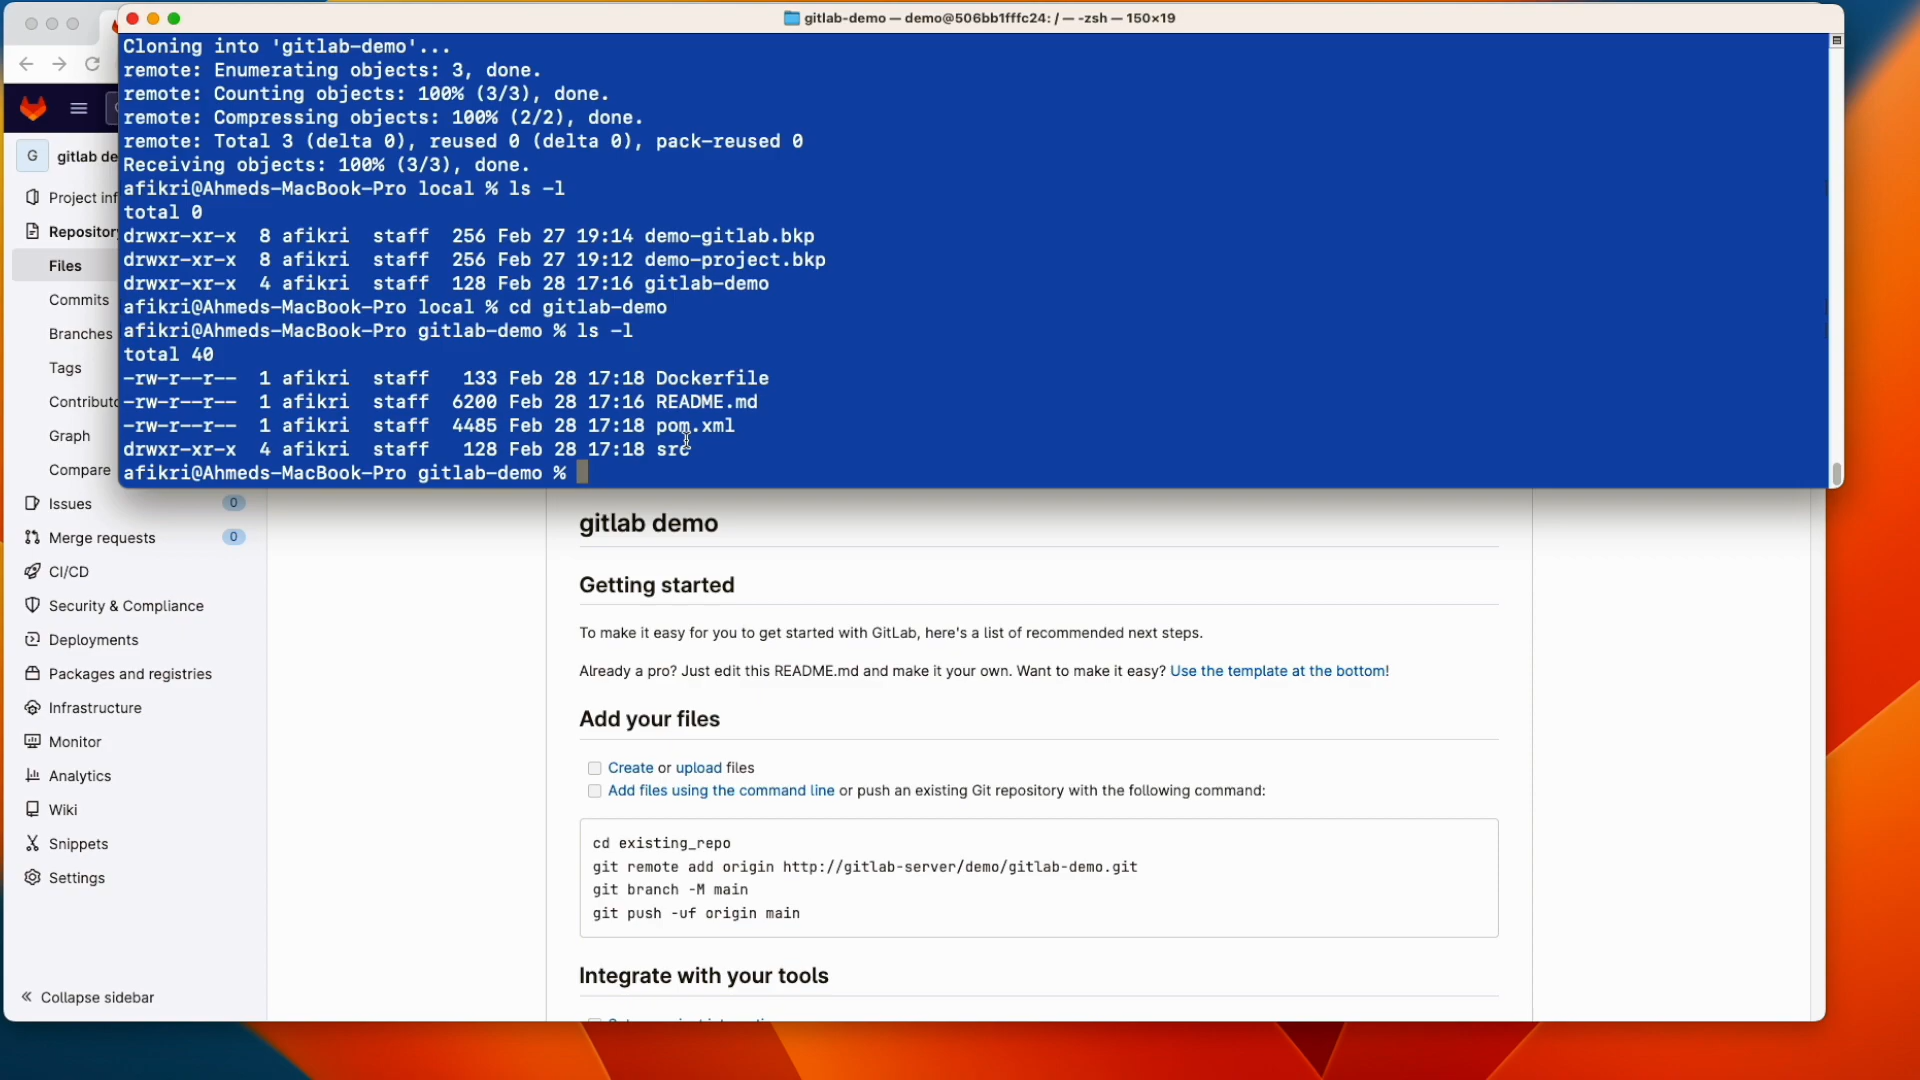 gitlab-demo — demo@506bb1fffc24: / — -zsh — 150×19
Cloning into 'gitlab-demo'...
remote: Enumerating objects: 3, done.
remote: Counting objects: 100% (3/3), done.
remote: Compressing objects: 100% (2/2), done.
remote: Total 3 (delta 0), reused 0 (delta 0), pack-reused 0
Receiving objects: 100% (3/3), done.
afikri@Ahmeds-MacBook-Pro local % ls -l
total 0
drwxr-xr-x  8 afikri  staff  256 Feb 27 19:14 demo-gitlab.bkp
drwxr-xr-x  8 afikri  staff  256 Feb 27 19:12 demo-project.bkp
drwxr-xr-x  4 afikri  staff  128 Feb 28 17:16 gitlab-demo
afikri@Ahmeds-MacBook-Pro local % cd gitlab-demo
afikri@Ahmeds-MacBook-Pro gitlab-demo % ls -l
total 40
-rw-r--r--  1 afikri  staff   133 Feb 28 17:18 Dockerfile
-rw-r--r--  1 afikri  staff  6200 Feb 28 17:16 README.md
-rw-r--r--  1 afikri  staff  4485 Feb 28 17:18 pom.xml
drwxr-xr-x  4 afikri  staff   128 Feb 28 17:18 src
afikri@Ahmeds-MacBook-Pro gitlab-demo %
G gitlab de
Project inf
Repository
Files
Commits
Branches
Tags
Contributo
Graph
Compare
Issues 0
Merge requests 0
CI/CD
Security & Compliance
Deployments
Packages and registries
Infrastructure
Monitor
Analytics
Wiki
Snippets
Settings
Collapse sidebar
gitlab demo
Getting started
To make it easy for you to get started with GitLab, here's a list of recommended next steps.
Already a pro? Just edit this README.md and make it your own. Want to make it easy? Use the template at the bottom!
Add your files
Create or upload files
Add files using the command line or push an existing Git repository with the following command:
cd existing_repo
git remote add origin http://gitlab-server/demo/gitlab-demo.git
git branch -M main
git push -uf origin main
Integrate with your tools